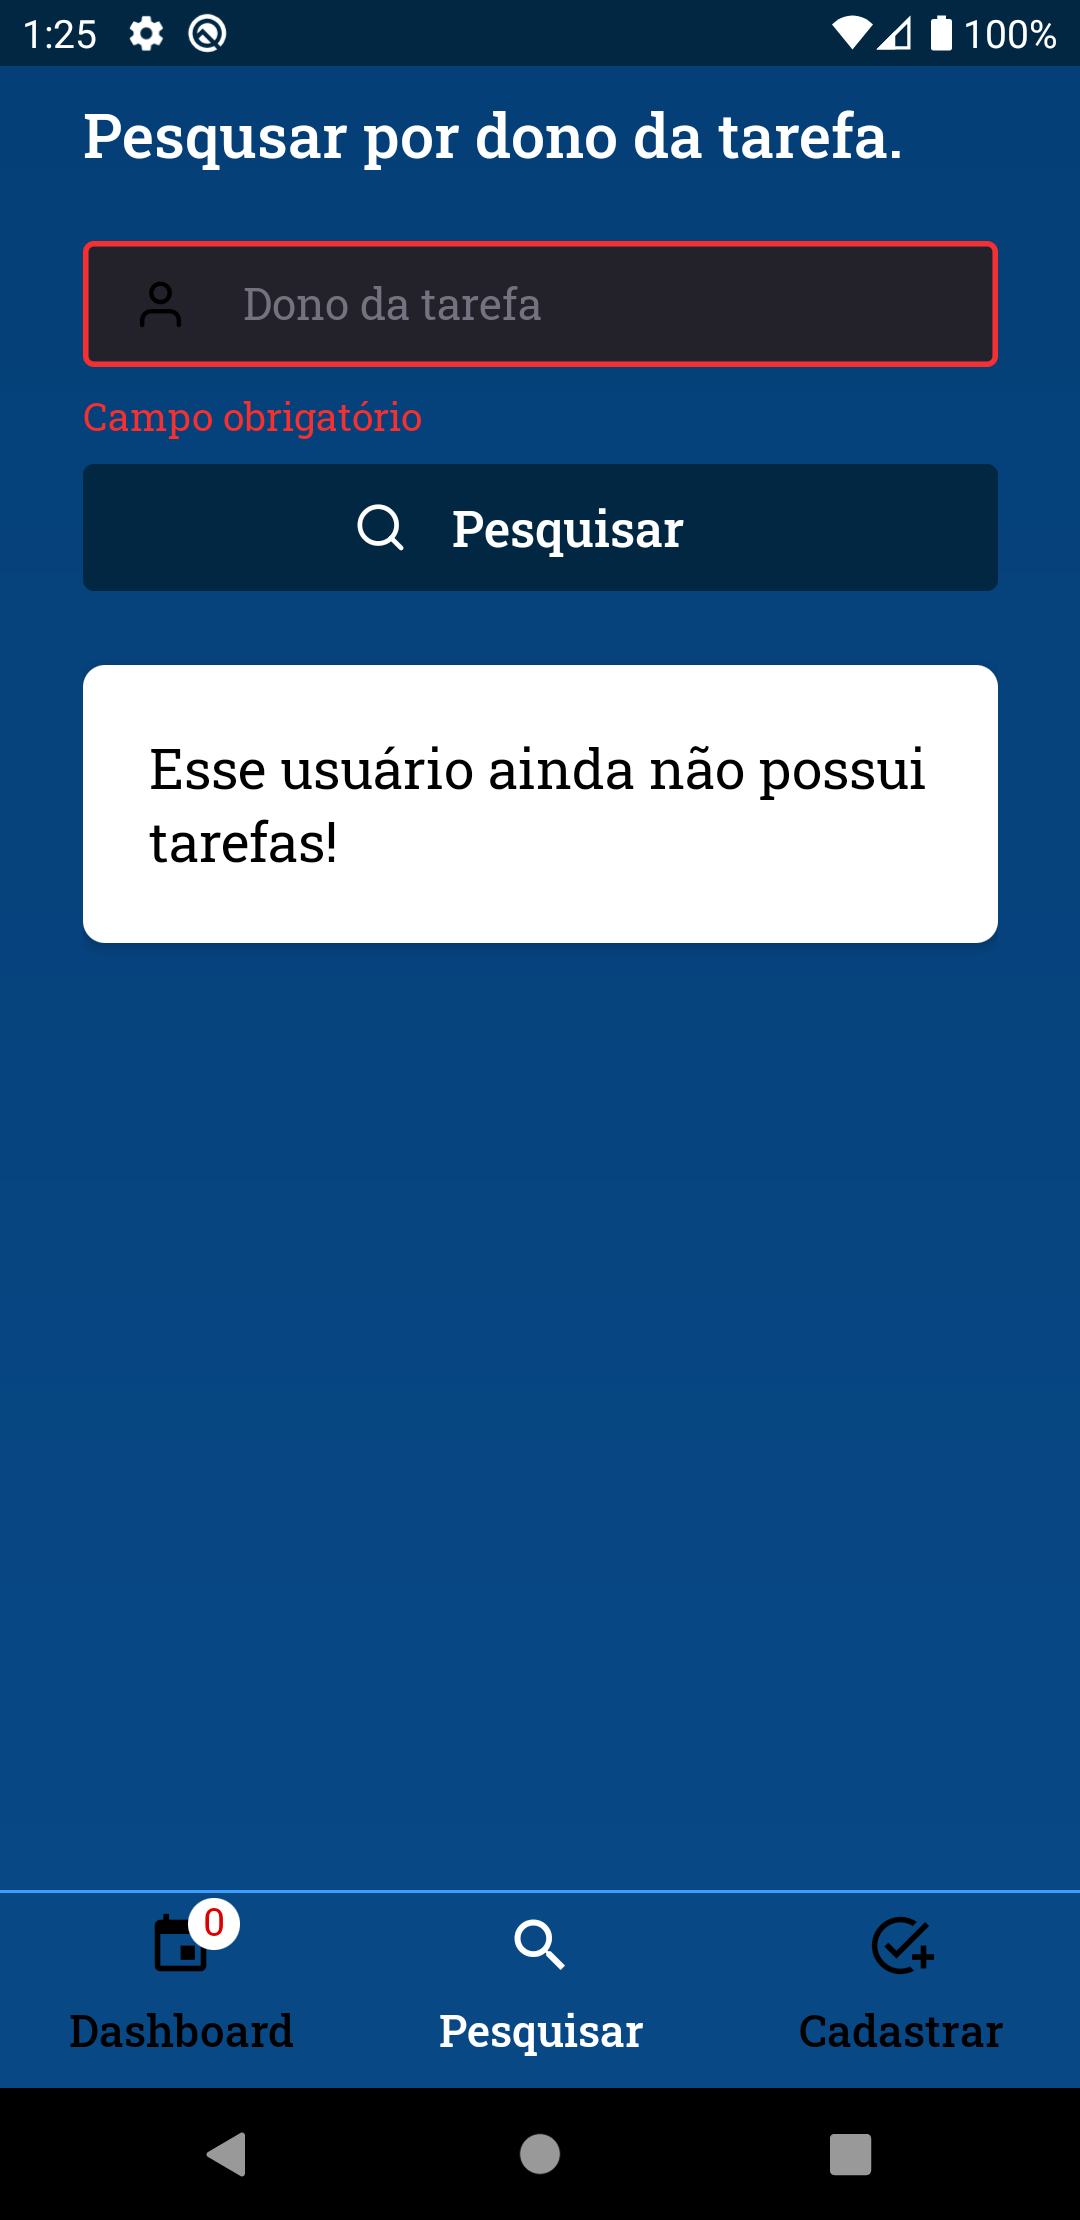 1:25 100%
Pesqusar por dono da tarefa.
Dono da tarefa
Campo obrigatório
Pesquisar
Esse usuário ainda não possui
tarefas!
0
Dashboard Pesquisar Cadastrar